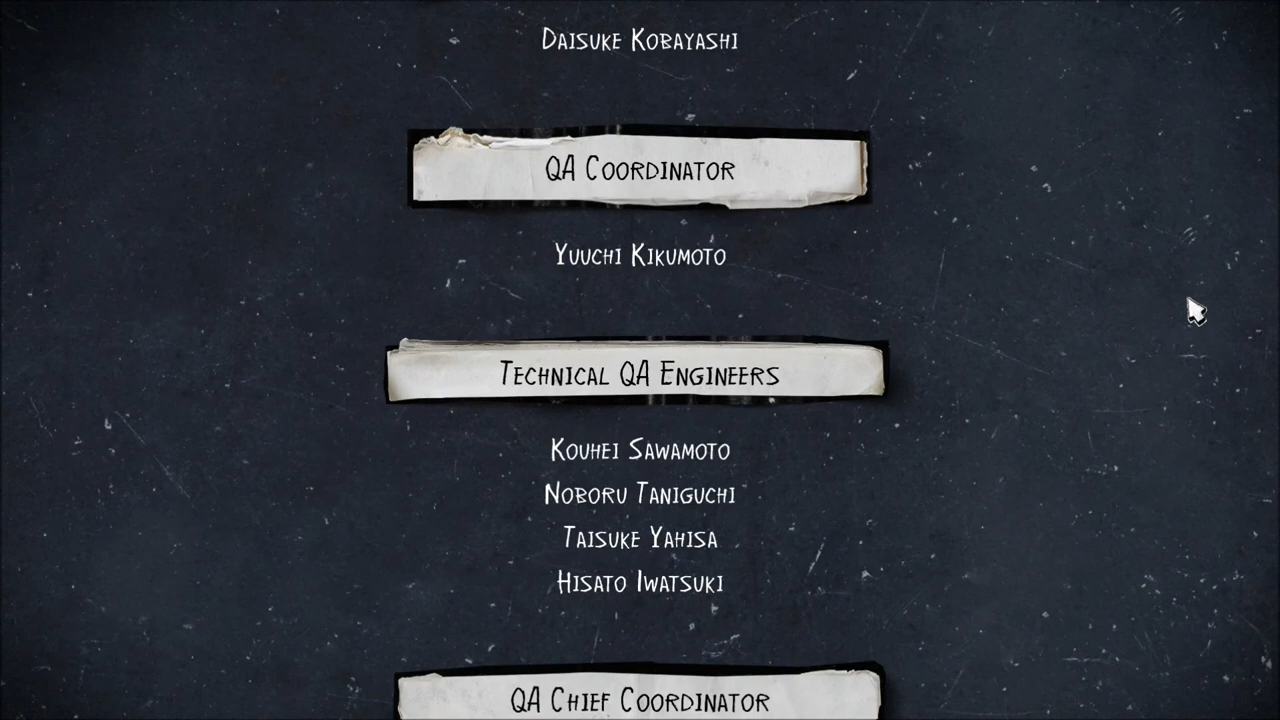 Daisuke Kobayashi
QA Coordinator
Yuuchi Kikumoto
Technical QA Engineers
Kouhei Sawamoto
Noboru Taniguchi
Taisuke Yahisa
Hisato Iwatsuki
QA Chief Coordinator